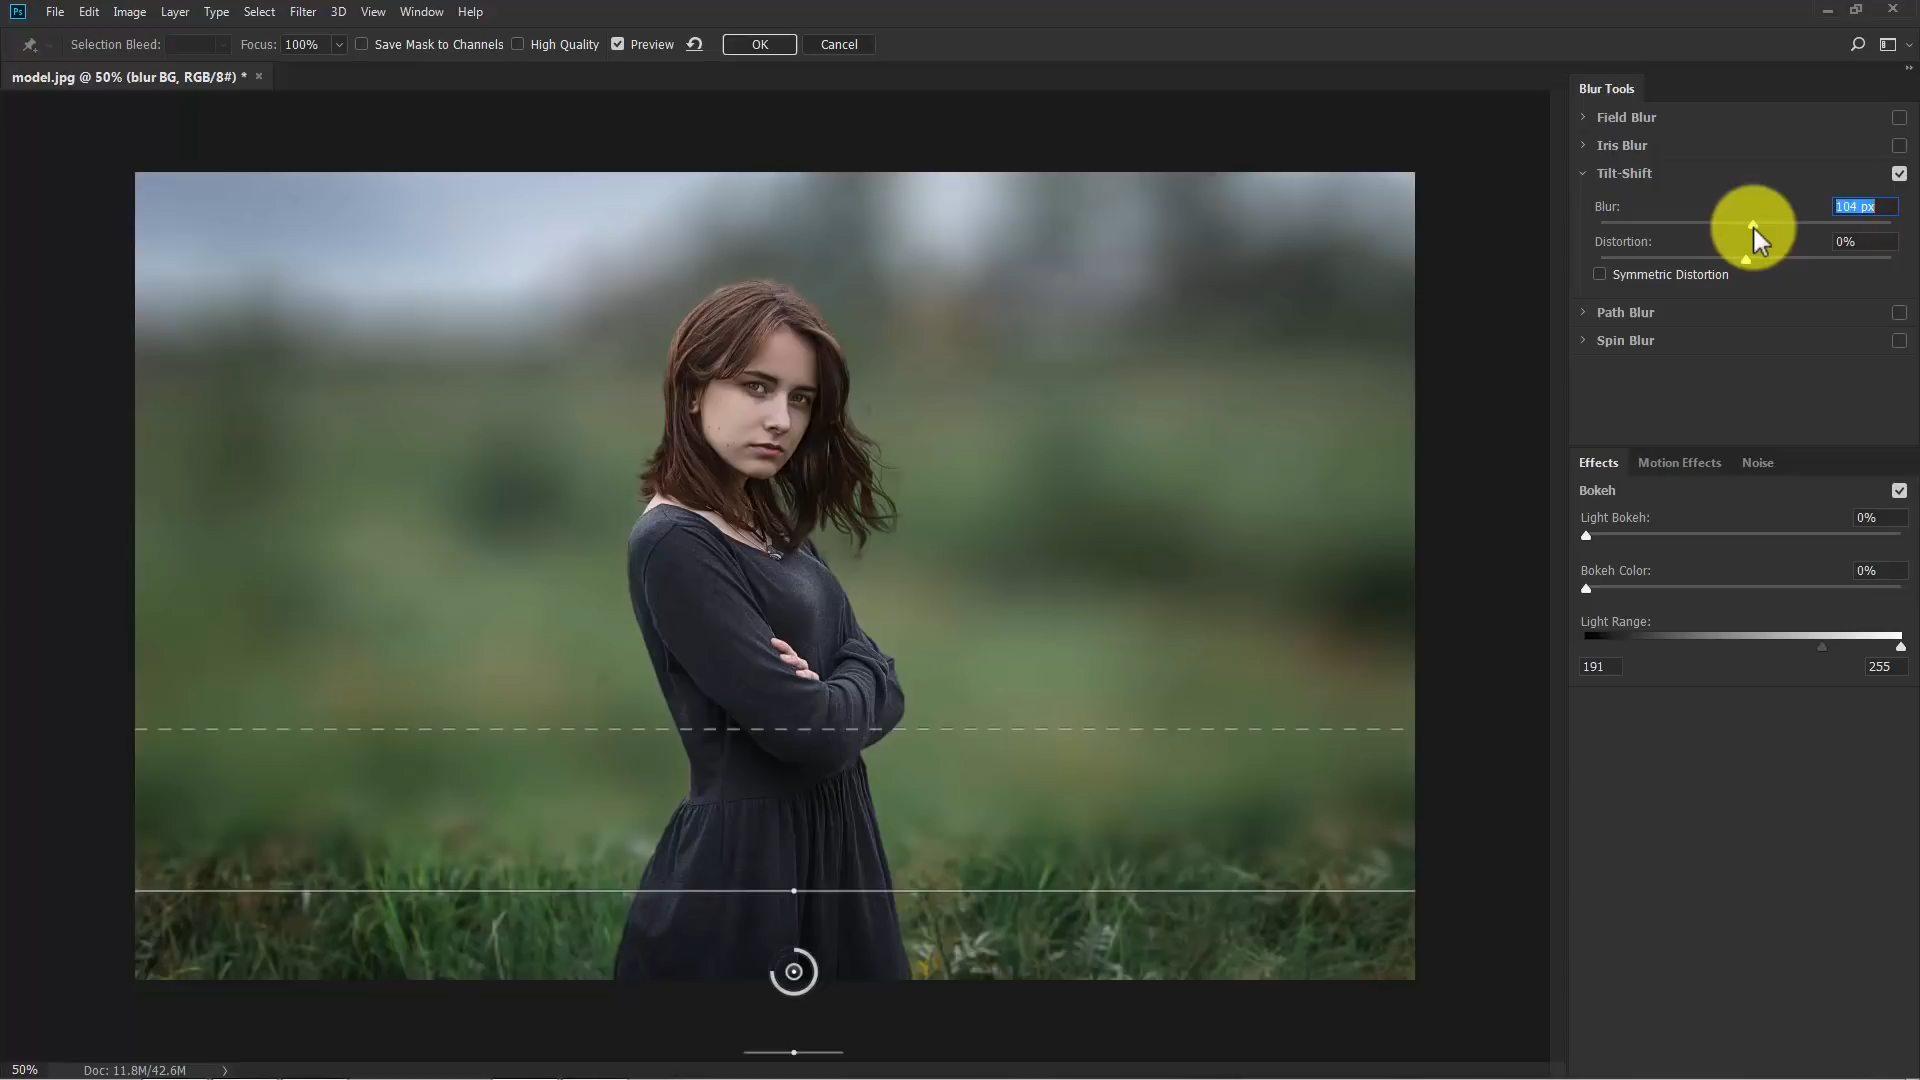 Ps File Edit Image Layer Type Select Filter 3D View Window Help
Selection Bleed: Focus: 100% Save Mask to Channels High Quality Preview OK Cancel
model.jpg @ 50% (blur BG, RGB/8#) * ×
Blur Tools
Field Blur
Iris Blur
Tilt-Shift
Blur: 104 px
Distortion: 0%
Symmetric Distortion
Path Blur
Spin Blur
Effects Motion Effects Noise
Bokeh
Light Bokeh: 0%
Bokeh Color: 0%
Light Range:
191 255
50% Doc: 11.8M/42.6M